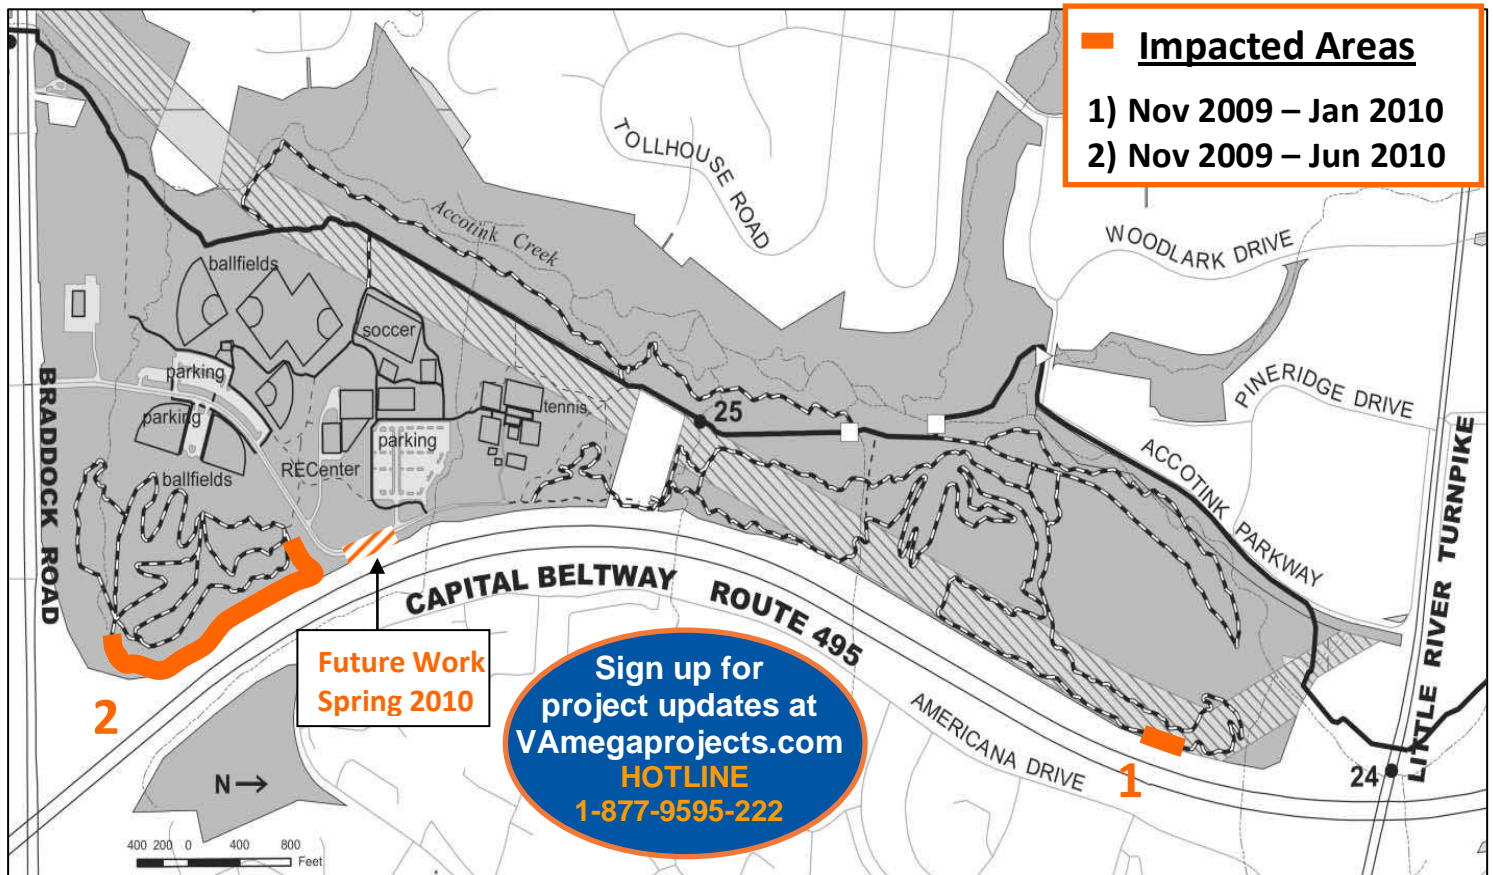 Impacted Areas
1) Nov 2009 – Jan 2010
2) Nov 2009 – Jun 2010
TOLLHOUSE ROAD
Accotink Creek
WOODLARK DRIVE
ballfields
soccer
parking
parking
tennis
25
parking
RECenter
ballfields
PINERIDGE DRIVE
ACCOTINK PARKWAY
BRADDOCK ROAD
LITTLE RIVER TURNPIKE
CAPITAL BELTWAY ROUTE 495
Future Work
Spring 2010
2
Sign up for
project updates at
VAmegaprojects.com
HOTLINE
1-877-9595-222
AMERICANA DRIVE
1
24
N
400 200 0 400 800
Feet